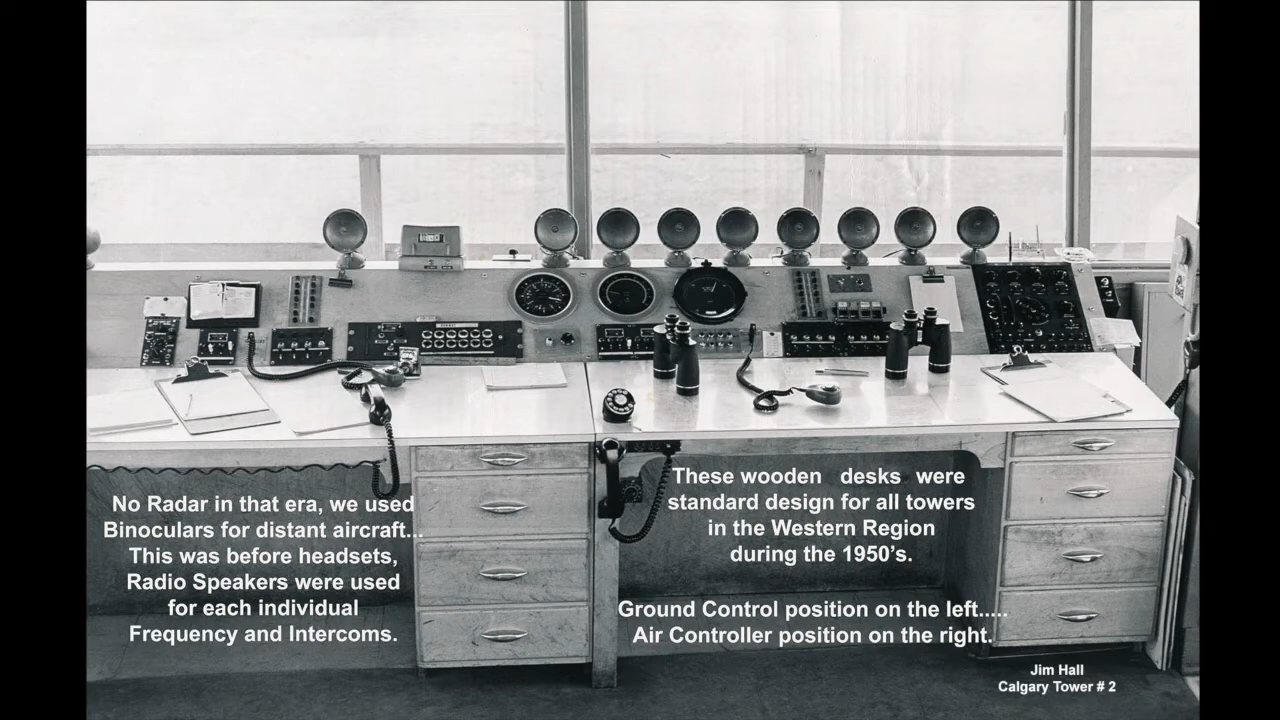 No Radar in that era, we used
Binoculars for distant aircraft...
This was before headsets,
Radio Speakers were used
for each individual
Frequency and Intercoms.
These wooden desks were
standard design for all towers
in the Western Region
during the 1950's.
Ground Control position on the left.....
Air Controller position on the right.
Jim Hall
Calgary Tower # 2